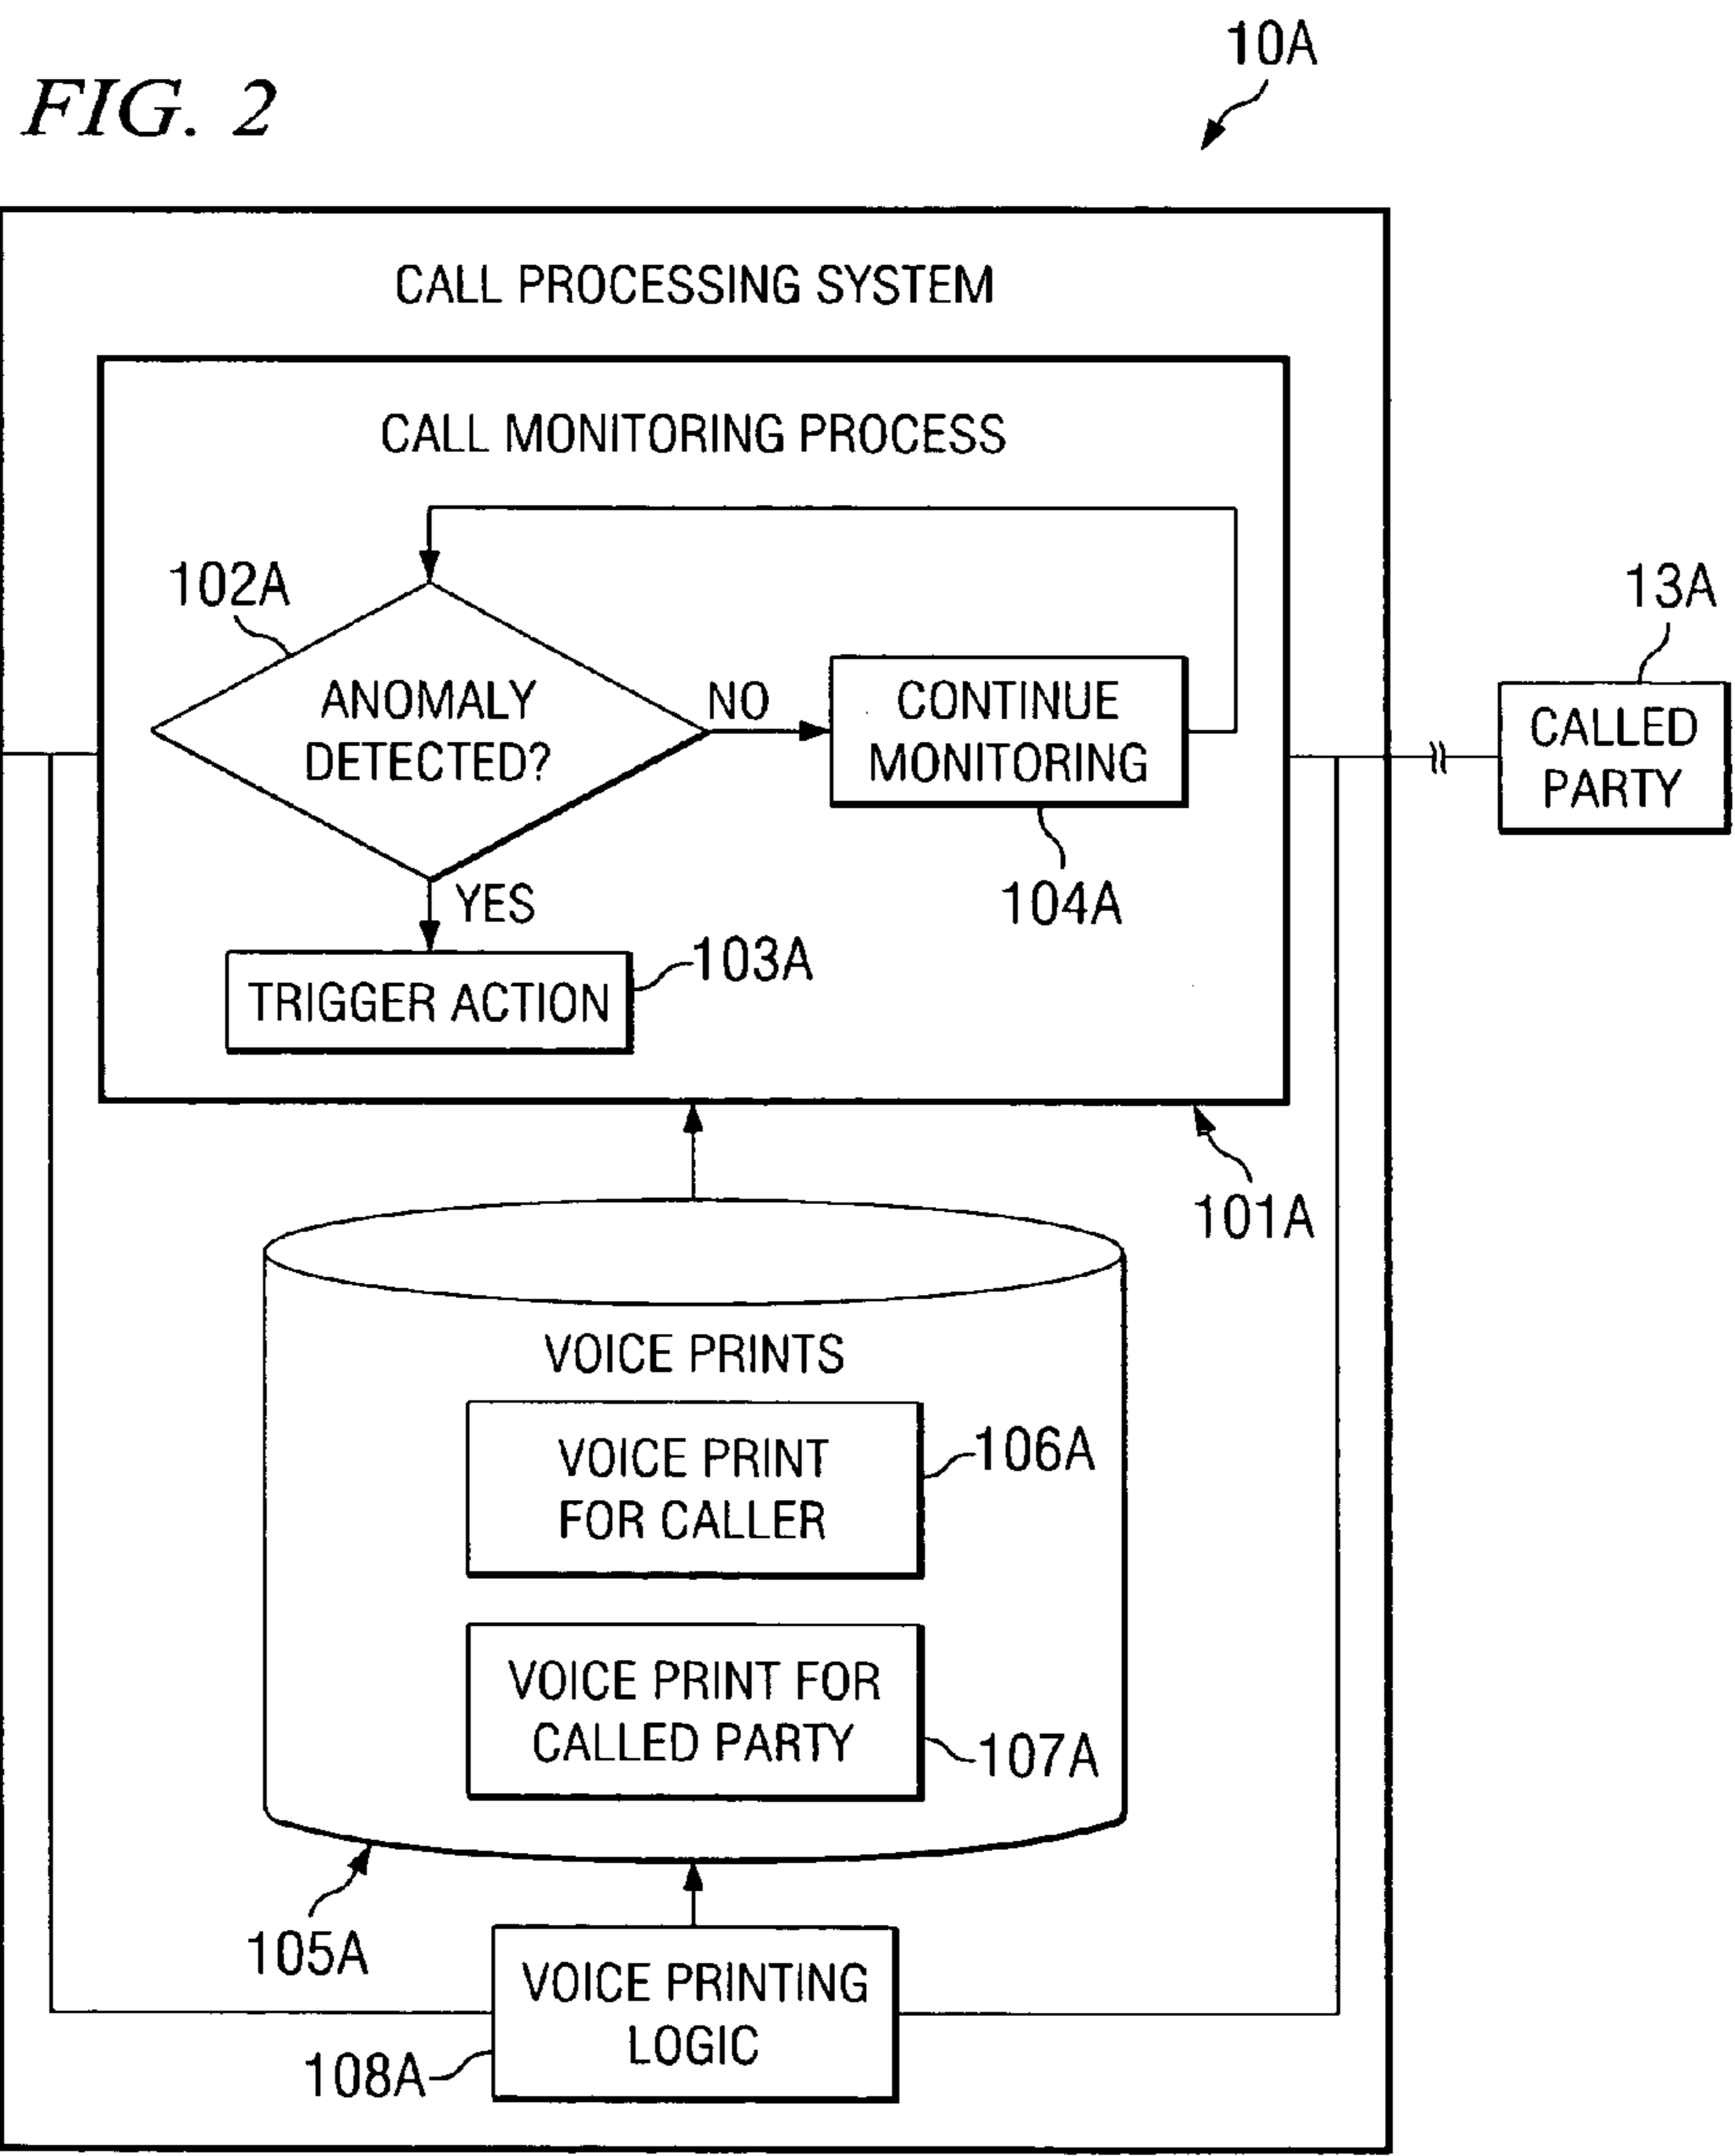 10A
FIG. 2
CALL PROCESSING SYSTEM
CALL MONITORING PROCESS
102A
13A
ANOMALY
DETECTED?
NO
CONTINUE
MONITORING
CALLED
PARTY
YES
104A
103A
TRIGGER ACTION
101A
VOICE PRINTS
VOICE PRINT
FOR CALLER
106A
VOICE PRINT FOR
CALLED PARTY
107A
105A
VOICE PRINTING
LOGIC
108A